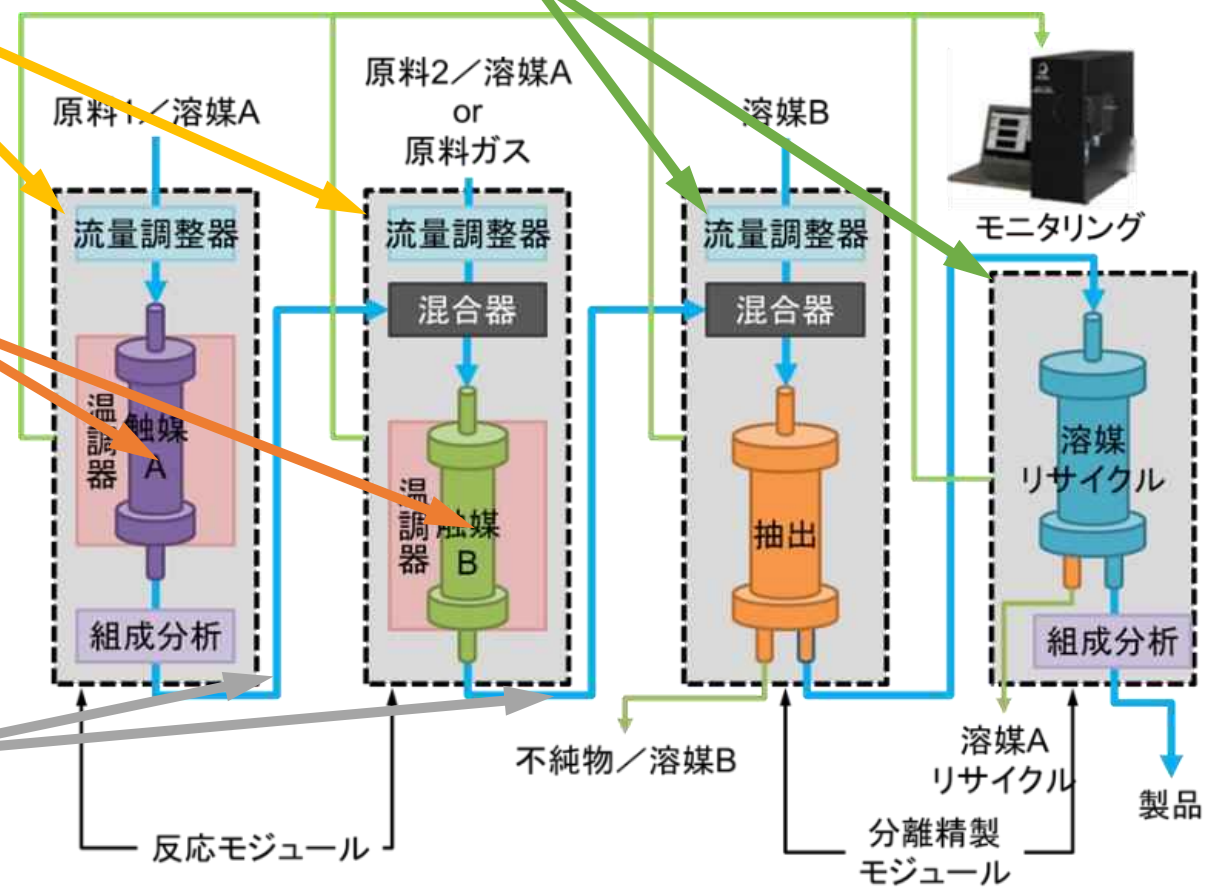 原料1／溶媒A
原料2／溶媒A
or
原料ガス
溶媒B
モニタリング
流量調整器
流量調整器
流量調整器
混合器
混合器
温調器
触媒
A
温調器
触媒
B
抽出
溶媒
リサイクル
組成分析
組成分析
不純物／溶媒B
溶媒A
リサイクル
製品
反応モジュール
分離精製
モジュール